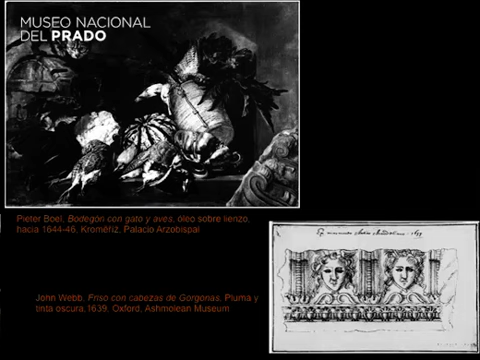 MUSEO NACIONAL
DEL PRADO
Pieter Boel, Bodegón con gato y aves, óleo sobre lienzo,
hacia 1644-46. Kroměříž, Palacio Arzobispal
John Webb, Friso con cabezas de Gorgonas. Pluma y
tinta oscura. 1639. Oxford. Ashmolean Museum